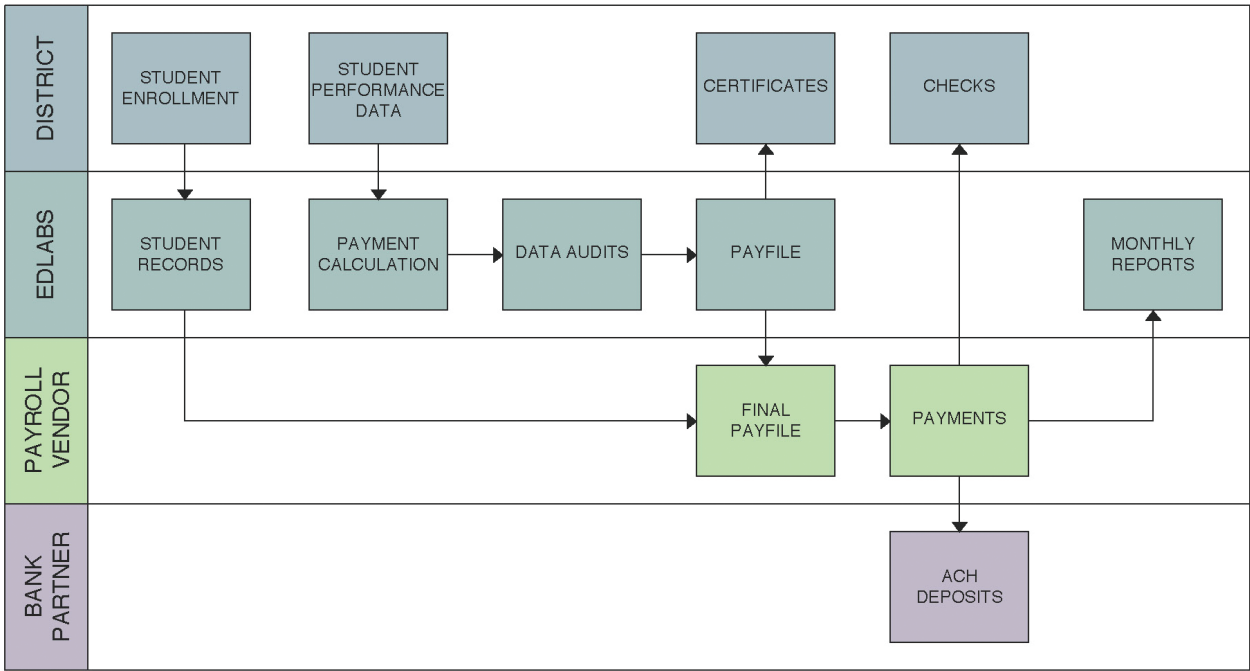 DISTRICT
STUDENT
ENROLLMENT
STUDENT
PERFORMANCE
DATA
CERTIFICATES
CHECKS
EDLABS
STUDENT
RECORDS
PAYMENT
CALCULATION
DATA AUDITS
PAYFILE
MONTHLY
REPORTS
PAYROLL
VENDOR
FINAL
PAYFILE
PAYMENTS
BANK
PARTNER
ACH
DEPOSITS